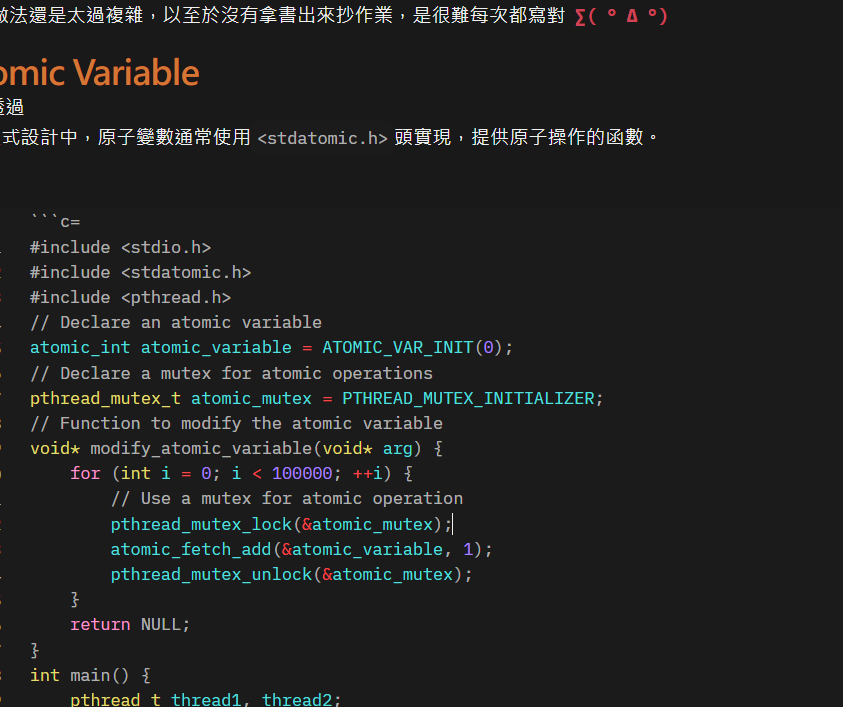 做法還是太過複雜，以至於沒有拿書出來抄作業，是很難每次都寫對 Σ( ° △ °)
omic Variable
透過
式設計中，原子變數通常使用 <stdatomic.h> 頭實現，提供原子操作的函數。
```c=
#include <stdio.h>
#include <stdatomic.h>
#include <pthread.h>
// Declare an atomic variable
atomic_int atomic_variable = ATOMIC_VAR_INIT(0);
// Declare a mutex for atomic operations
pthread_mutex_t atomic_mutex = PTHREAD_MUTEX_INITIALIZER;
// Function to modify the atomic variable
void* modify_atomic_variable(void* arg) {
    for (int i = 0; i < 100000; ++i) {
        // Use a mutex for atomic operation
        pthread_mutex_lock(&atomic_mutex);
        atomic_fetch_add(&atomic_variable, 1);
        pthread_mutex_unlock(&atomic_mutex);
    }
    return NULL;
}
int main() {
    pthread_t thread1, thread2;